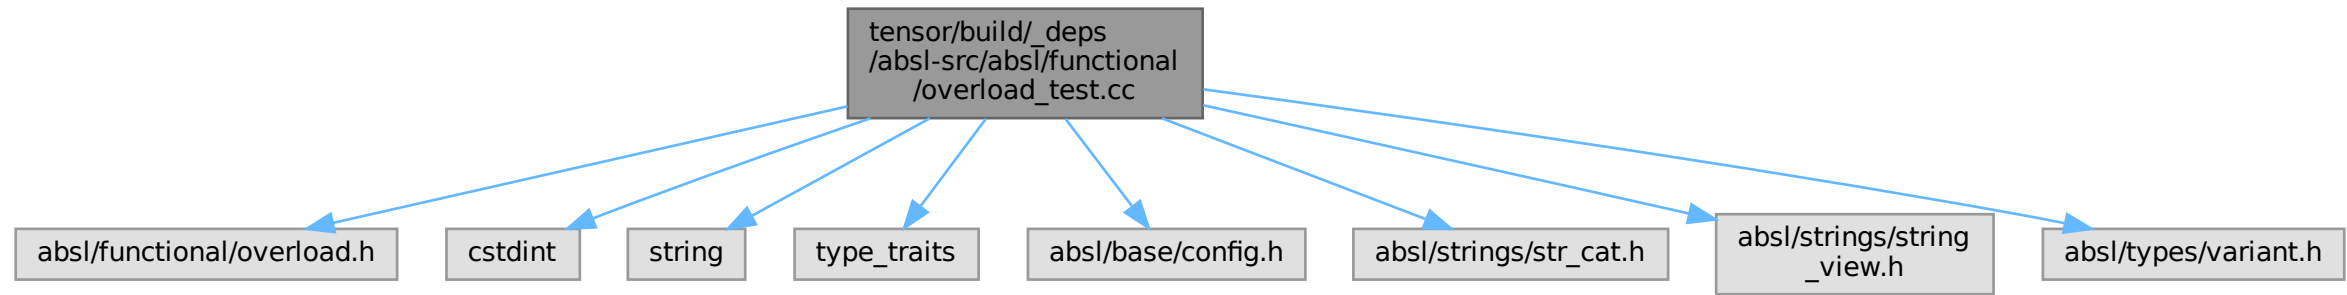 tensor/build/_deps
/absl-src/absl/functional
/overload_test.cc
absl/functional/overload.h
cstdint
string
type_traits
absl/base/config.h
absl/strings/str_cat.h
absl/strings/string
_view.h
absl/types/variant.h